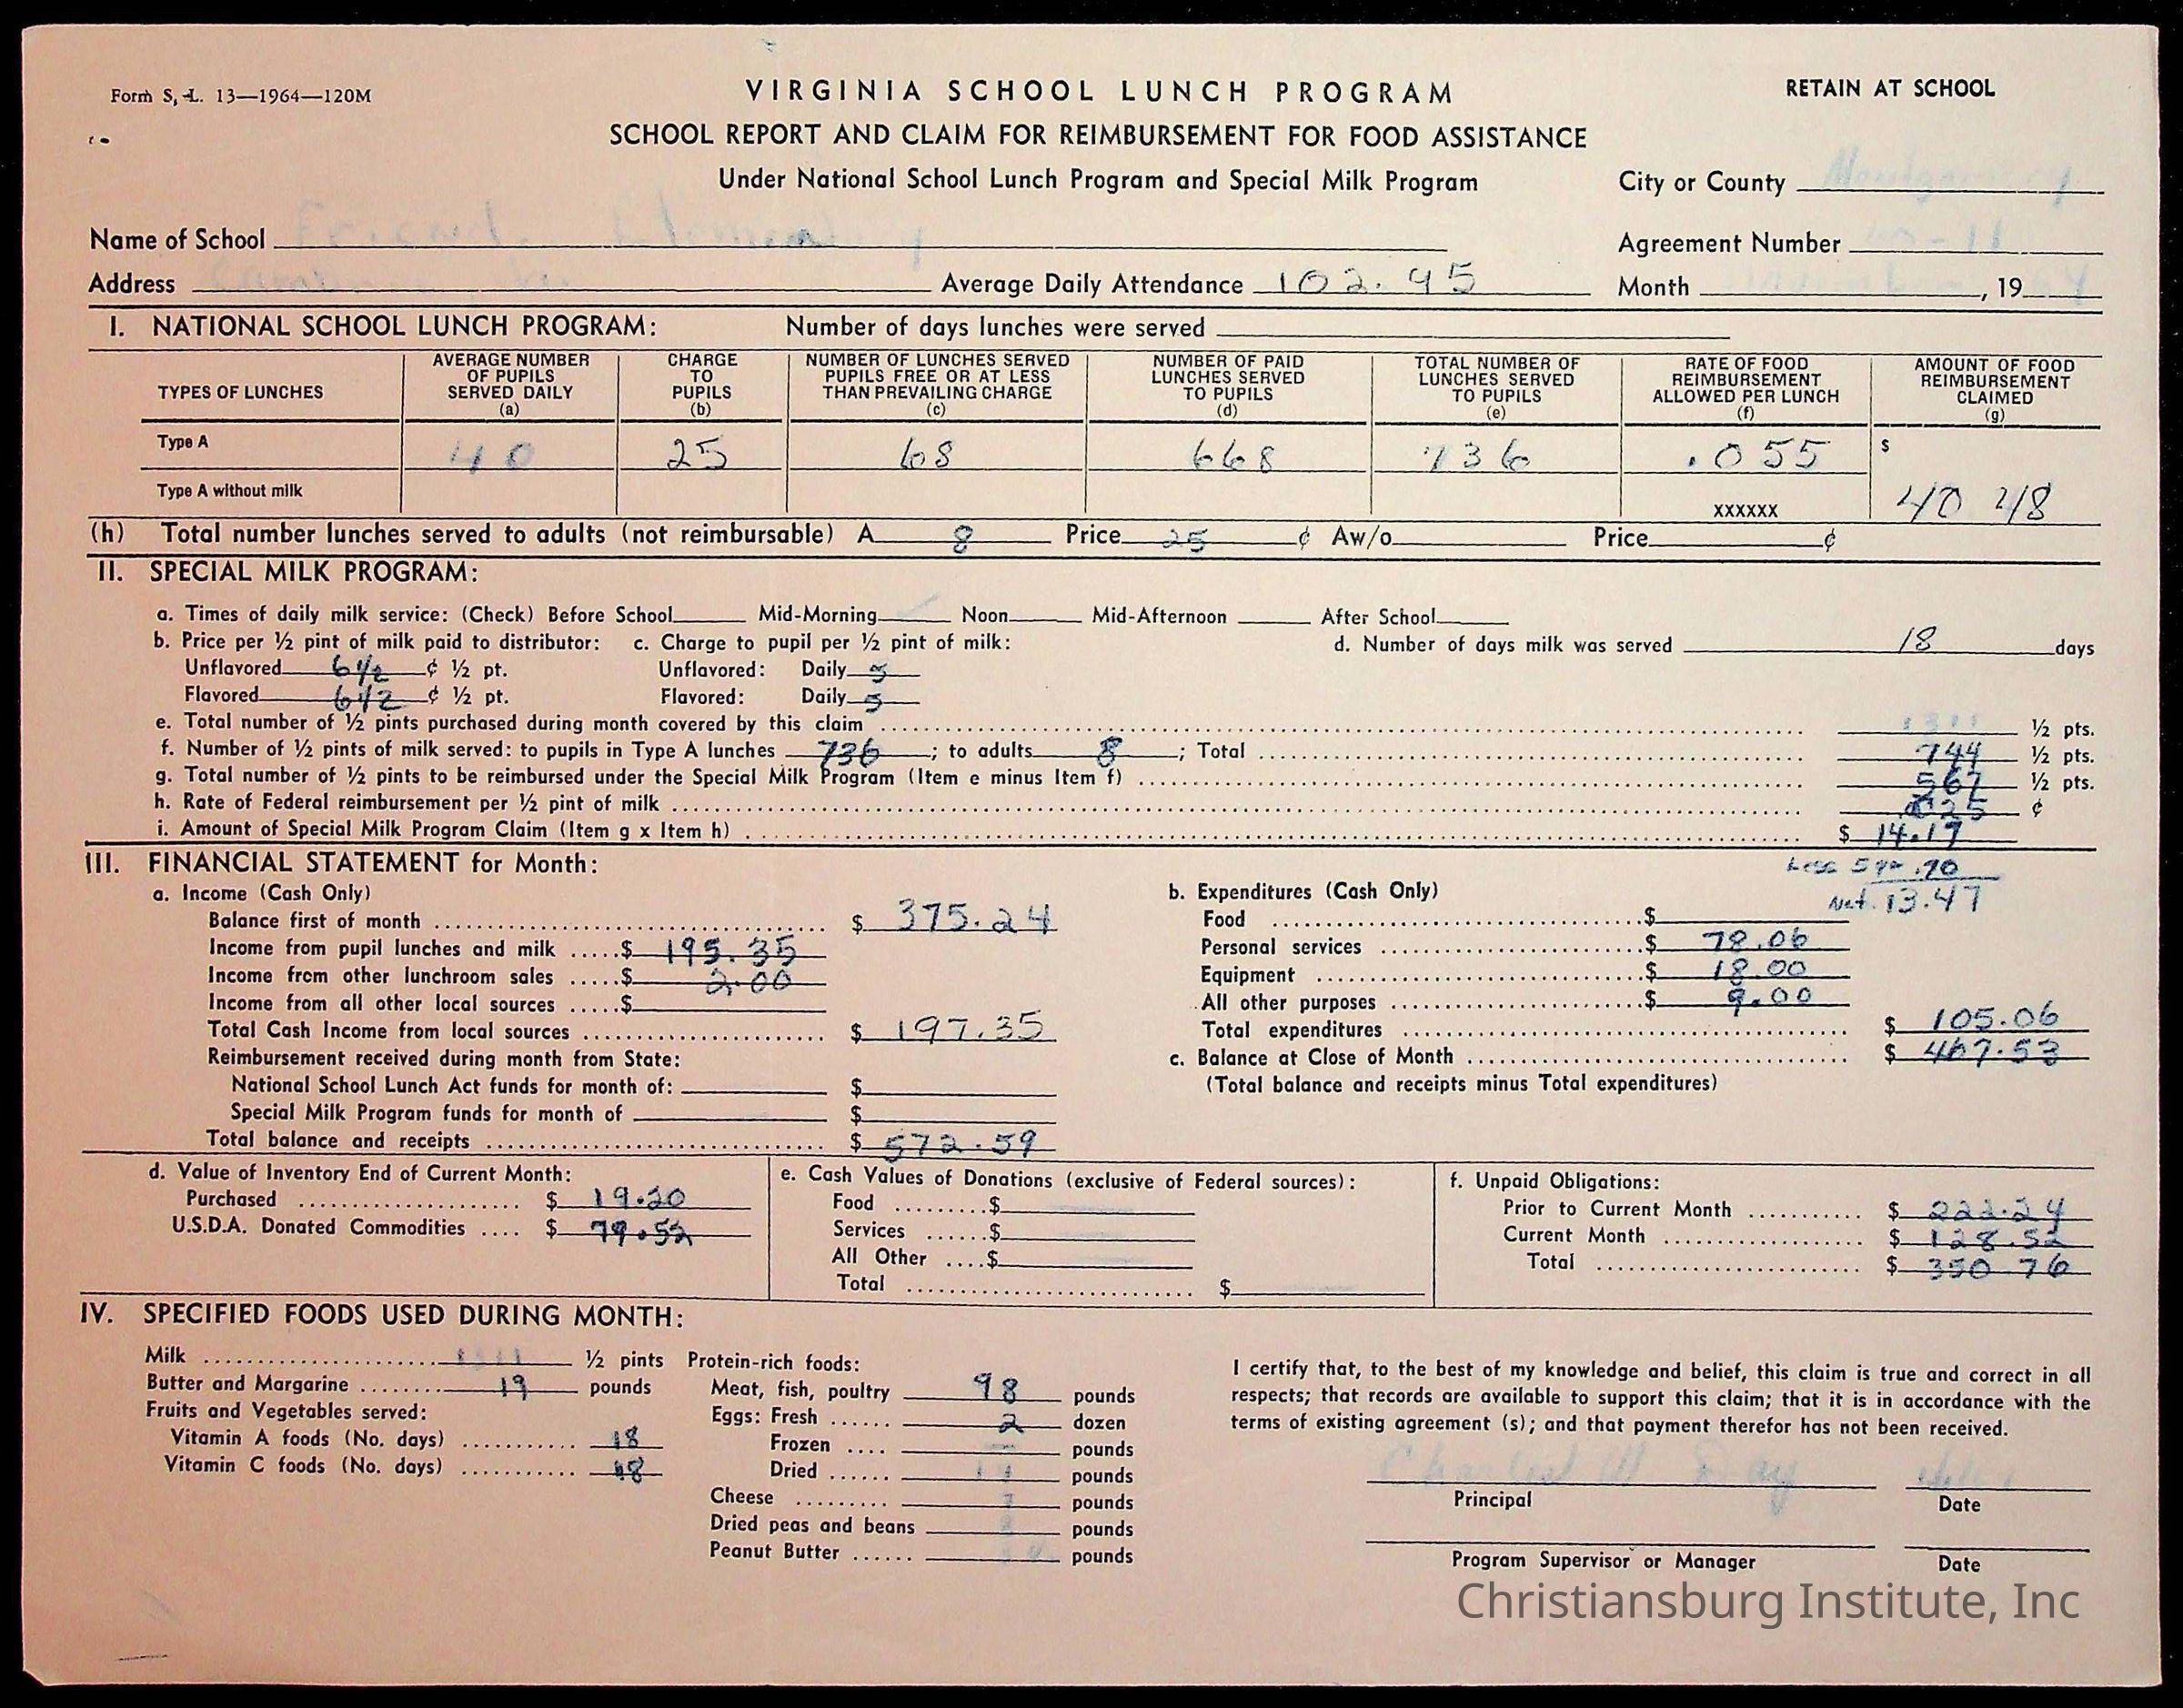 Form S, L. 13—1964—120M
VIRGINIA SCHOOL LUNCH PROGRAM
RETAIN AT SCHOOL
SCHOOL REPORT AND CLAIM FOR REIMBURSEMENT FOR FOOD ASSISTANCE
Under National School Lunch Program and Special Milk Program
City or County
Name of School
Agreement Number
Address Average Daily Attendance 102.95
Month , 19
I. NATIONAL SCHOOL LUNCH PROGRAM: Number of days lunches were served
TYPES OF LUNCHES
AVERAGE NUMBER OF PUPILS SERVED DAILY (a)
CHARGE TO PUPILS (b)
NUMBER OF LUNCHES SERVED PUPILS FREE OR AT LESS THAN PREVAILING CHARGE (c)
NUMBER OF PAID LUNCHES SERVED TO PUPILS (d)
TOTAL NUMBER OF LUNCHES SERVED TO PUPILS (e)
RATE OF FOOD REIMBURSEMENT ALLOWED PER LUNCH (f)
AMOUNT OF FOOD REIMBURSEMENT CLAIMED (g)
Type A 40 25 68 668 736 .055 $
Type A without milk xxxxxx 40 48
(h) Total number lunches served to adults (not reimbursable) A 8 Price 25 ¢ Aw/o Price ¢
II. SPECIAL MILK PROGRAM:
a. Times of daily milk service: (Check) Before School Mid-Morning Noon Mid-Afternoon After School
b. Price per ½ pint of milk paid to distributor: c. Charge to pupil per ½ pint of milk: d. Number of days milk was served 18 days
Unflavored 6 1/2 ¢ ½ pt. Unflavored: Daily 5
Flavored 6 1/2 ¢ ½ pt. Flavored: Daily 5
e. Total number of ½ pints purchased during month covered by this claim 1311 ½ pts.
f. Number of ½ pints of milk served: to pupils in Type A lunches 736; to adults 8; Total 744 ½ pts.
g. Total number of ½ pints to be reimbursed under the Special Milk Program (Item e minus Item f) 567 ½ pts.
h. Rate of Federal reimbursement per ½ pint of milk .025 ¢
i. Amount of Special Milk Program Claim (Item g x Item h) $ 14.17
Less 5% .70
Net 13.47
III. FINANCIAL STATEMENT for Month:
a. Income (Cash Only)
Balance first of month $ 375.24
Income from pupil lunches and milk $ 195.35
Income from other lunchroom sales $ 2.00
Income from all other local sources $
Total Cash Income from local sources $ 197.35
Reimbursement received during month from State:
National School Lunch Act funds for month of: $
Special Milk Program funds for month of $
Total balance and receipts $ 572.59
b. Expenditures (Cash Only)
Food $
Personal services $ 78.06
Equipment $ 18.00
All other purposes $ 9.00
Total expenditures $ 105.06
c. Balance at Close of Month $ 467.53
(Total balance and receipts minus Total expenditures)
d. Value of Inventory End of Current Month:
Purchased $ 19.20
U.S.D.A. Donated Commodities $ 79.52
e. Cash Values of Donations (exclusive of Federal sources):
Food $
Services $
All Other $
Total $
f. Unpaid Obligations:
Prior to Current Month $ 222.24
Current Month $ 128.52
Total $ 350 76
IV. SPECIFIED FOODS USED DURING MONTH:
Milk 1311 ½ pints
Butter and Margarine 19 pounds
Fruits and Vegetables served:
Vitamin A foods (No. days) 18
Vitamin C foods (No. days) 18
Protein-rich foods:
Meat, fish, poultry 98 pounds
Eggs: Fresh 2 dozen
Frozen pounds
Dried pounds
Cheese pounds
Dried peas and beans pounds
Peanut Butter pounds
I certify that, to the best of my knowledge and belief, this claim is true and correct in all
respects; that records are available to support this claim; that it is in accordance with the
terms of existing agreement (s); and that payment therefor has not been received.
Principal Date
Program Supervisor or Manager Date
Christiansburg Institute, Inc